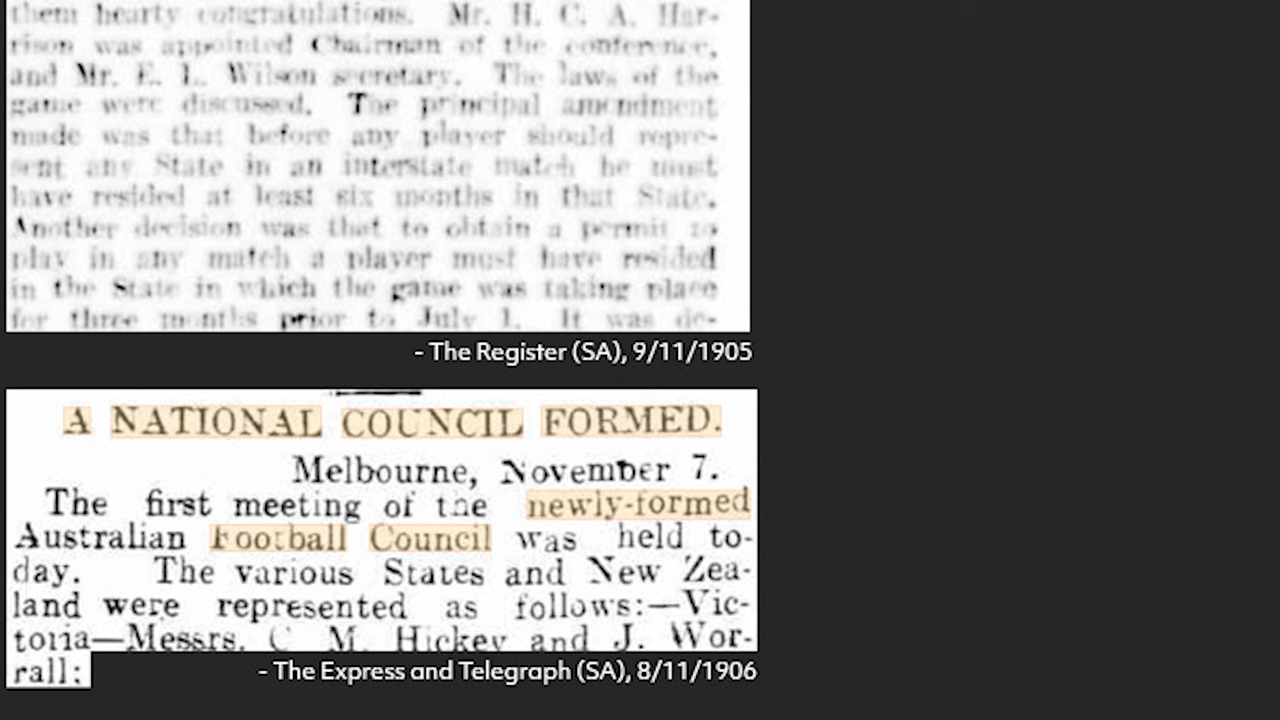 them hearty congratulations. Mr. H. C. A. Har-
rison was appointed Chairman of the conference,
and Mr. E. L. Wilson secretary. The laws of the
game were discussed. The principal amendment
made was that before any player should repre-
sent any State in an interstate match he must
have resided at least six months in that State.
Another decision was that to obtain a permit to
play in any match a player must have resided
in the State in which the game was taking place
for three months prior to July 1. It was de-
- The Register (SA), 9/11/1905
A NATIONAL COUNCIL FORMED.
Melbourne, November 7.
The first meeting of the newly-formed
Australian Football Council was held to-
day. The various States and New Zea-
land were represented as follows:—Vic-
toria—Messrs. C M. Hickey and J. Wor-
rall:
- The Express and Telegraph (SA), 8/11/1906